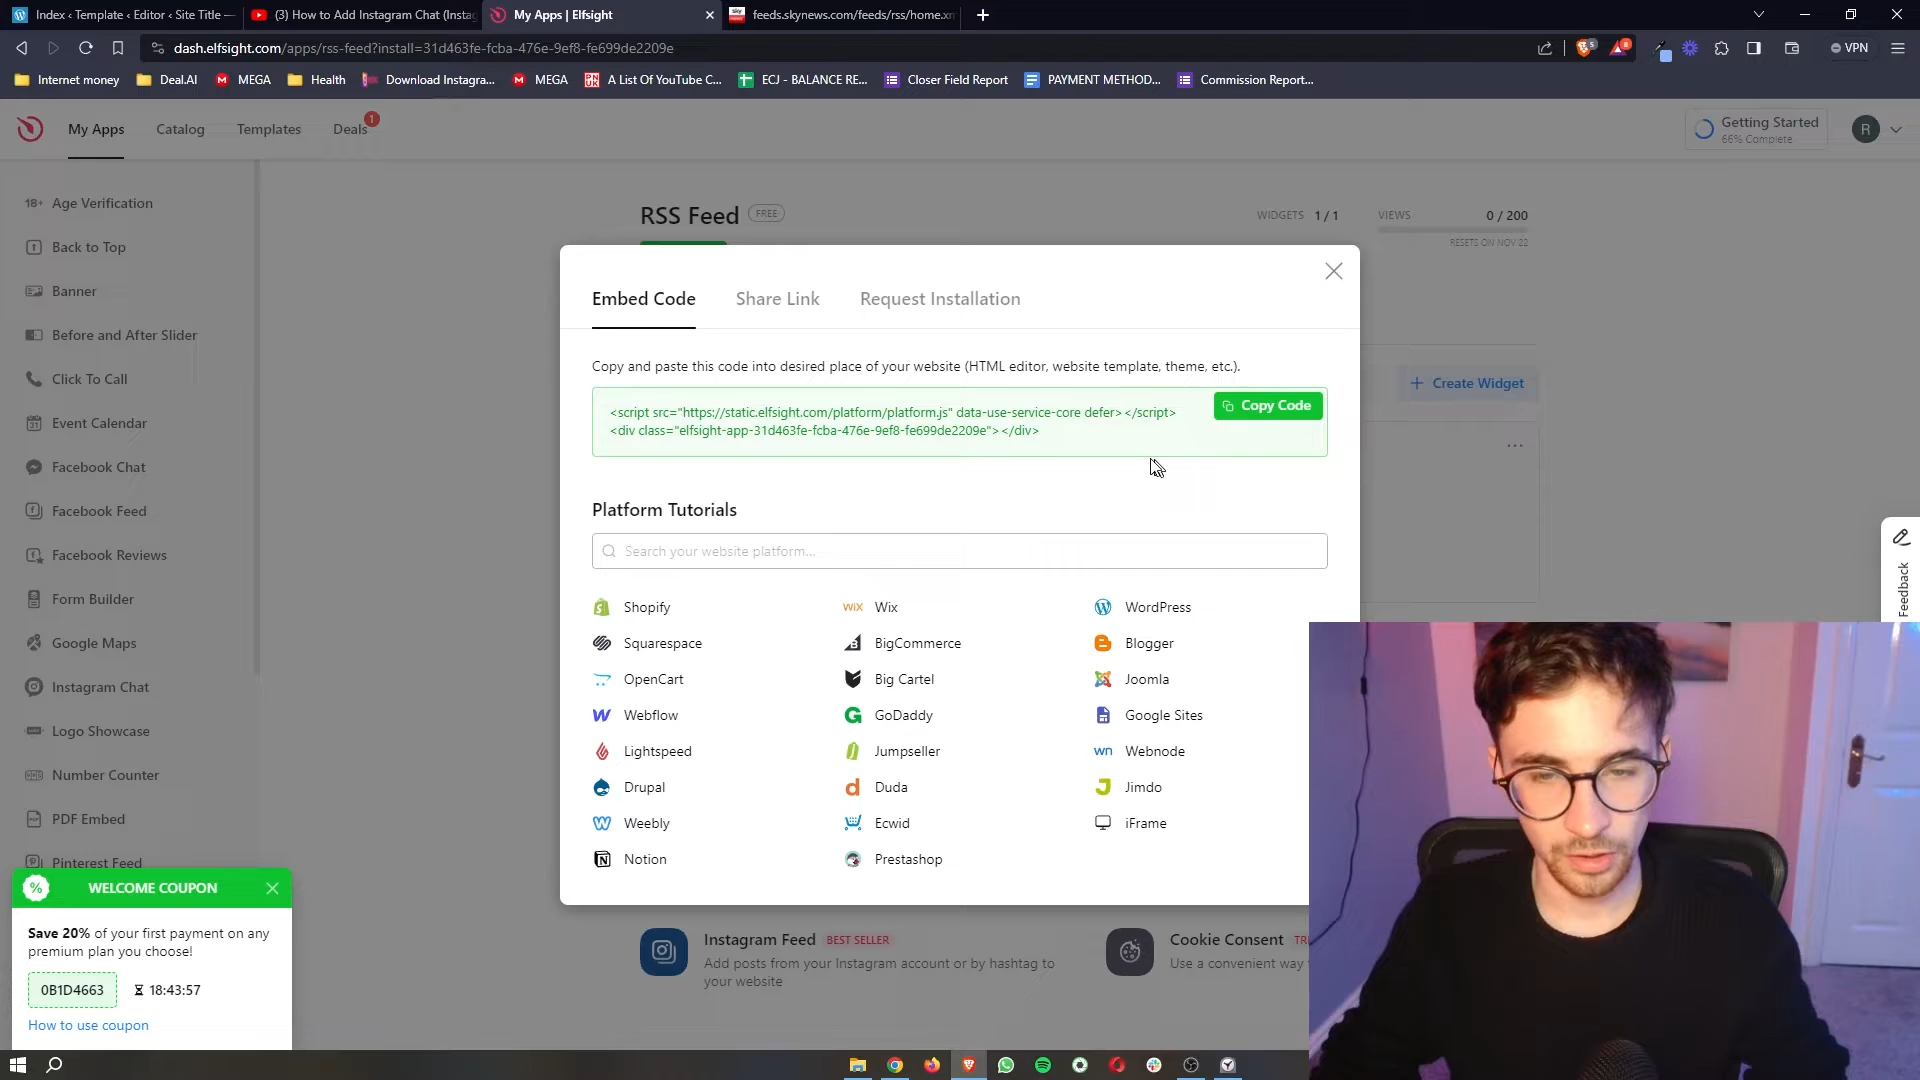 Index ‹ Template ‹ Editor ‹ Site Title —
(3) How to Add Instagram Chat (Insta
My Apps | Elfsight
feeds.skynews.com/feeds/rss/home.xm
dash.elfsight.com/apps/rss-feed?install=31d463fe-fcba-476e-9ef8-fe699de2209e
VPN
Internet money
Deal.AI
MEGA
Health
Download Instagra...
MEGA
A List Of YouTube C...
ECJ - BALANCE RE...
Closer Field Report
PAYMENT METHOD...
Commission Report...
My Apps
Catalog
Templates
Deals
1
Getting Started
66% Complete
R
18+ Age Verification
Back to Top
Banner
Before and After Slider
Click To Call
Event Calendar
Facebook Chat
Facebook Feed
Facebook Reviews
Form Builder
Google Maps
Instagram Chat
Logo Showcase
Number Counter
PDF Embed
Pinterest Feed
RSS Feed
FREE
WIDGETS 1 / 1
VIEWS 0 / 200
RESETS ON NOV 22
+ Create Widget
Embed Code
Share Link
Request Installation
Copy and paste this code into desired place of your website (HTML editor, website template, theme, etc.).
<script src="https://static.elfsight.com/platform/platform.js" data-use-service-core defer></script>
<div class="elfsight-app-31d463fe-fcba-476e-9ef8-fe699de2209e"></div>
Copy Code
Platform Tutorials
Search your website platform...
Shopify
WiX Wix
WordPress
Squarespace
BigCommerce
Blogger
OpenCart
Big Cartel
Joomla
Webflow
GoDaddy
Google Sites
Lightspeed
Jumpseller
wn Webnode
Drupal
Duda
Jimdo
Weebly
Ecwid
iFrame
Notion
Prestashop
Feedback
% WELCOME COUPON
Save 20% of your first payment on any
premium plan you choose!
0B1D4663
18:43:57
How to use coupon
Instagram Feed BEST SELLER
Add posts from your Instagram account or by hashtag to
your website
Cookie Consent TR
Use a convenient way